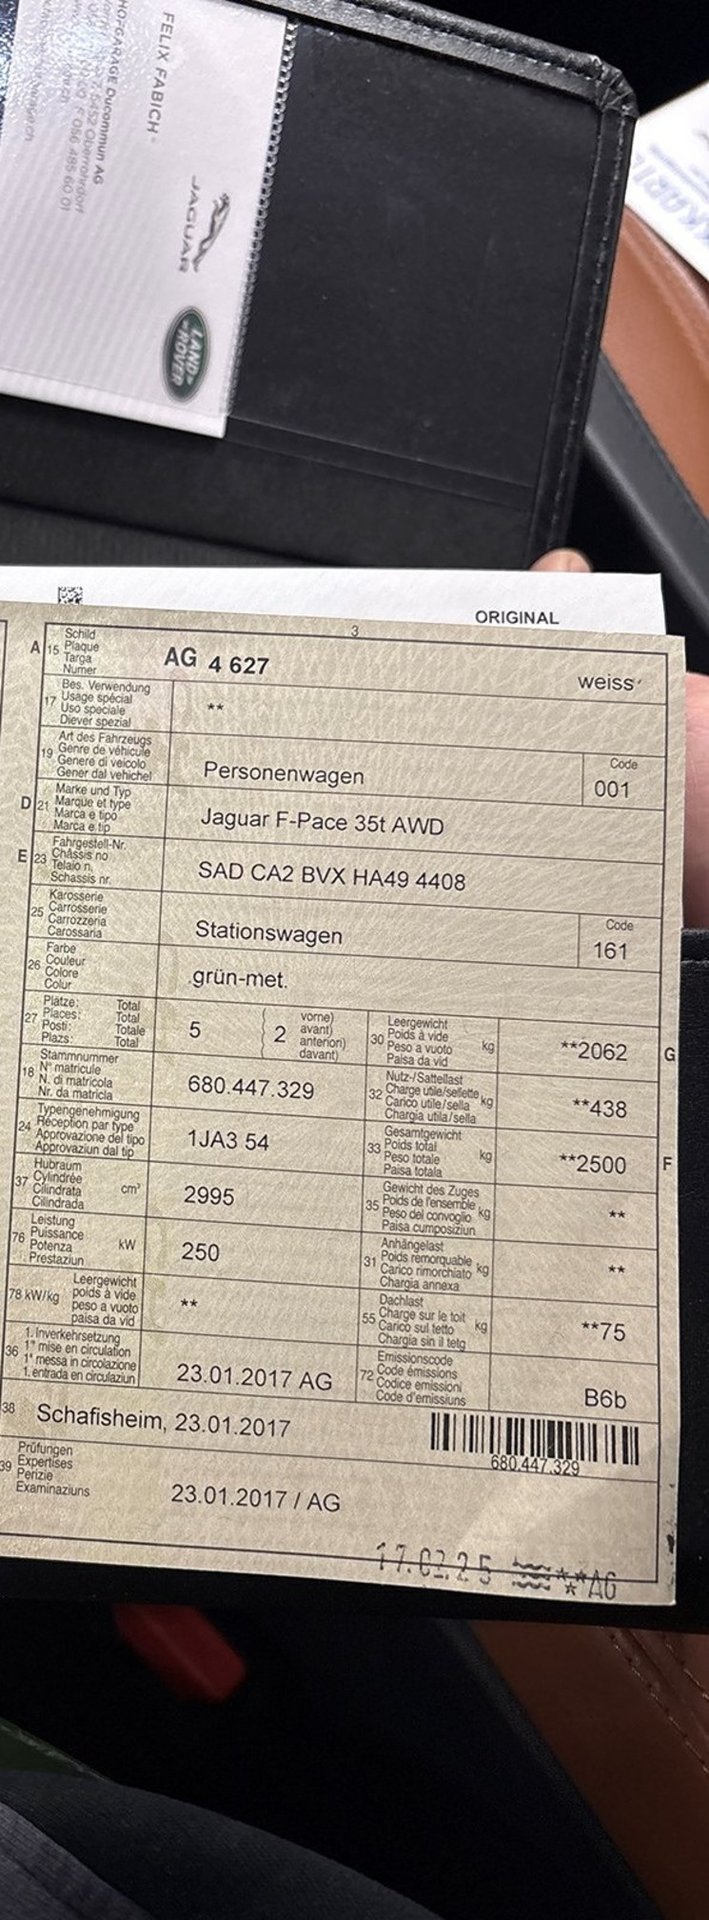 FELIX FABICH
GARAGE Ducommun AG
5452 Oberrohrdorf
056 485 60 01
JAGUAR
LAND
ROVER
ORIGINAL
3
A 15 Schild
Plaque
Targa
Numer
AG 4 627
weiss
17 Bes. Verwendung
Usage spécial
Uso speciale
Diever spezial
**
19 Art des Fahrzeugs
Genre de véhicule
Genere di veicolo
Gener dal vehichel
Personenwagen
Code
001
D 21 Marke und Typ
Marque et type
Marca e tipo
Marca e tip
Jaguar F-Pace 35t AWD
E 23 Fahrgestell-Nr.
Châssis no
Telaio n.
Schassis nr.
SAD CA2 BVX HA49 4408
25 Karosserie
Carrosserie
Carrozzeria
Carossaria
Stationswagen
Code
161
26 Farbe
Couleur
Colore
Colur
grün-met.
27 Plätze: Total
Places: Total
Posti: Totale
Plazs: Total
5
2
vorne)
avant)
anteriori)
davant)
30 Leergewicht
Poids à vide
Peso a vuoto
Paisa da vid
kg
**2062
G
18 Stammnummer
N° matricule
N. di matricola
Nr. da matricla
680.447.329
32 Nutz-/Sattellast
Charge utile/sellette
Carico utile/sella
Chargia utila/sella
kg
**438
24 Typengenehmigung
Réception par type
Approvazione del tipo
Approvaziun dal tip
1JA3 54
33 Gesamtgewicht
Poids total
Peso totale
Paisa totala
kg
**2500
F
37 Hubraum
Cylindrée
Cilindrata
Cilindrada
cm³
2995
35 Gewicht des Zuges
Poids de l'ensemble
Peso del convoglio
Paisa cumposiziun
kg
**
76 Leistung
Puissance
Potenza
Prestaziun
kW
250
31 Anhängelast
Poids remorquable
Carico rimorchiato
Chargia annexa
kg
**
78 kW/kg
Leergewicht
poids à vide
peso a vuoto
paisa da vid
**
55 Dachlast
Charge sur le toit
Carico sul tetto
Chargia sin il tetg
kg
**75
36 1. Inverkehrsetzung
1re mise en circulation
1a messa in circolazione
1. entrada en circulaziun
23.01.2017 AG
72 Emissionscode
Code émissions
Codice emissioni
Code d'emissiuns
B6b
38 Schafisheim, 23.01.2017
680.447.329
39 Prüfungen
Expertises
Perizie
Examinaziuns
23.01.2017 / AG
17.02.25 ***AG